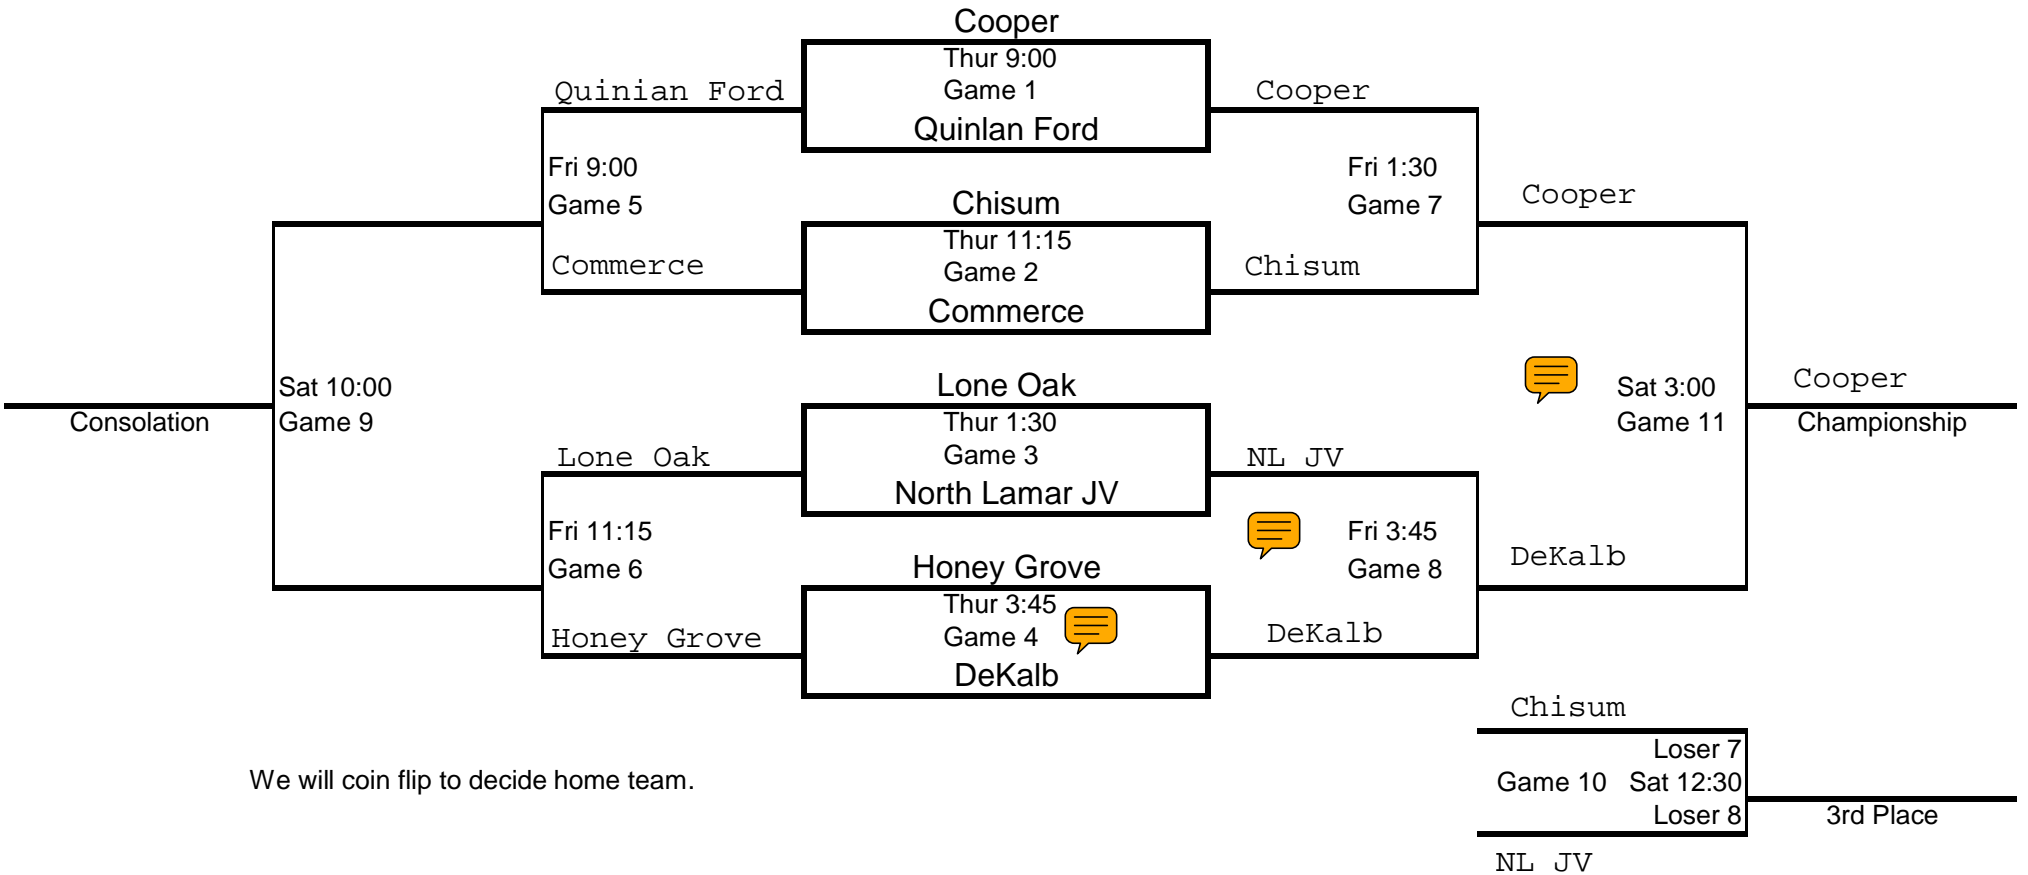 Cooper
Thur 9:00
Quinian Ford
Game 1
Cooper
Quinlan Ford
Fri 9:00
Fri 1:30
Game 5
Chisum
Game 7
Cooper
Thur 11:15
Commerce
Game 2
Chisum
Commerce
Sat 10:00
Lone Oak
Sat 3:00
Cooper
Consolation
Game 9
Thur 1:30
Game 11
Championship
Lone Oak
Game 3
NL JV
North Lamar JV
Fri 11:15
Fri 3:45
Game 6
Honey Grove
Game 8
DeKalb
Thur 3:45
Honey Grove
Game 4
DeKalb
DeKalb
Chisum
Loser 7
We will coin flip to decide home team.
Game 10 Sat 12:30
Loser 8
3rd Place
NL JV